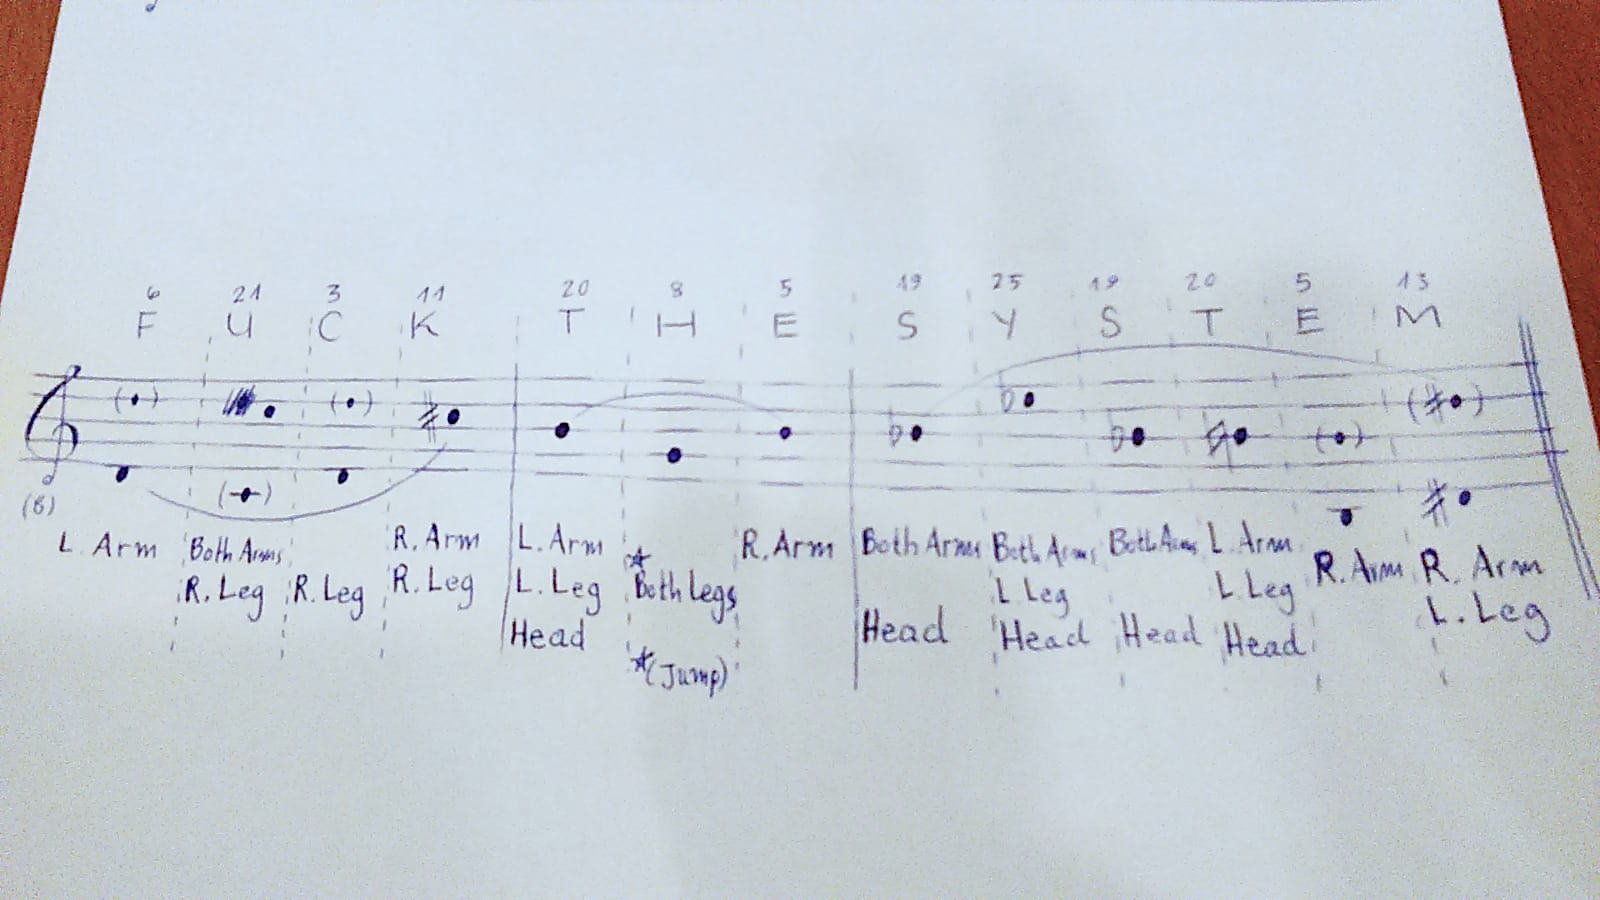 6 21 3 11 20 8 5 19 25 19 20 5 13
F U C K T H E S Y S T E M
(8)
L. Arm Both Arms R. Arm L. Arm * R. Arm Both Arms Both Arms Both Arms L. Arm R. Arm R. Arm
R. Leg R. Leg R. Leg L. Leg Both Legs L. Leg L. Leg L. Leg
Head Head Head Head Head
*(Jump)